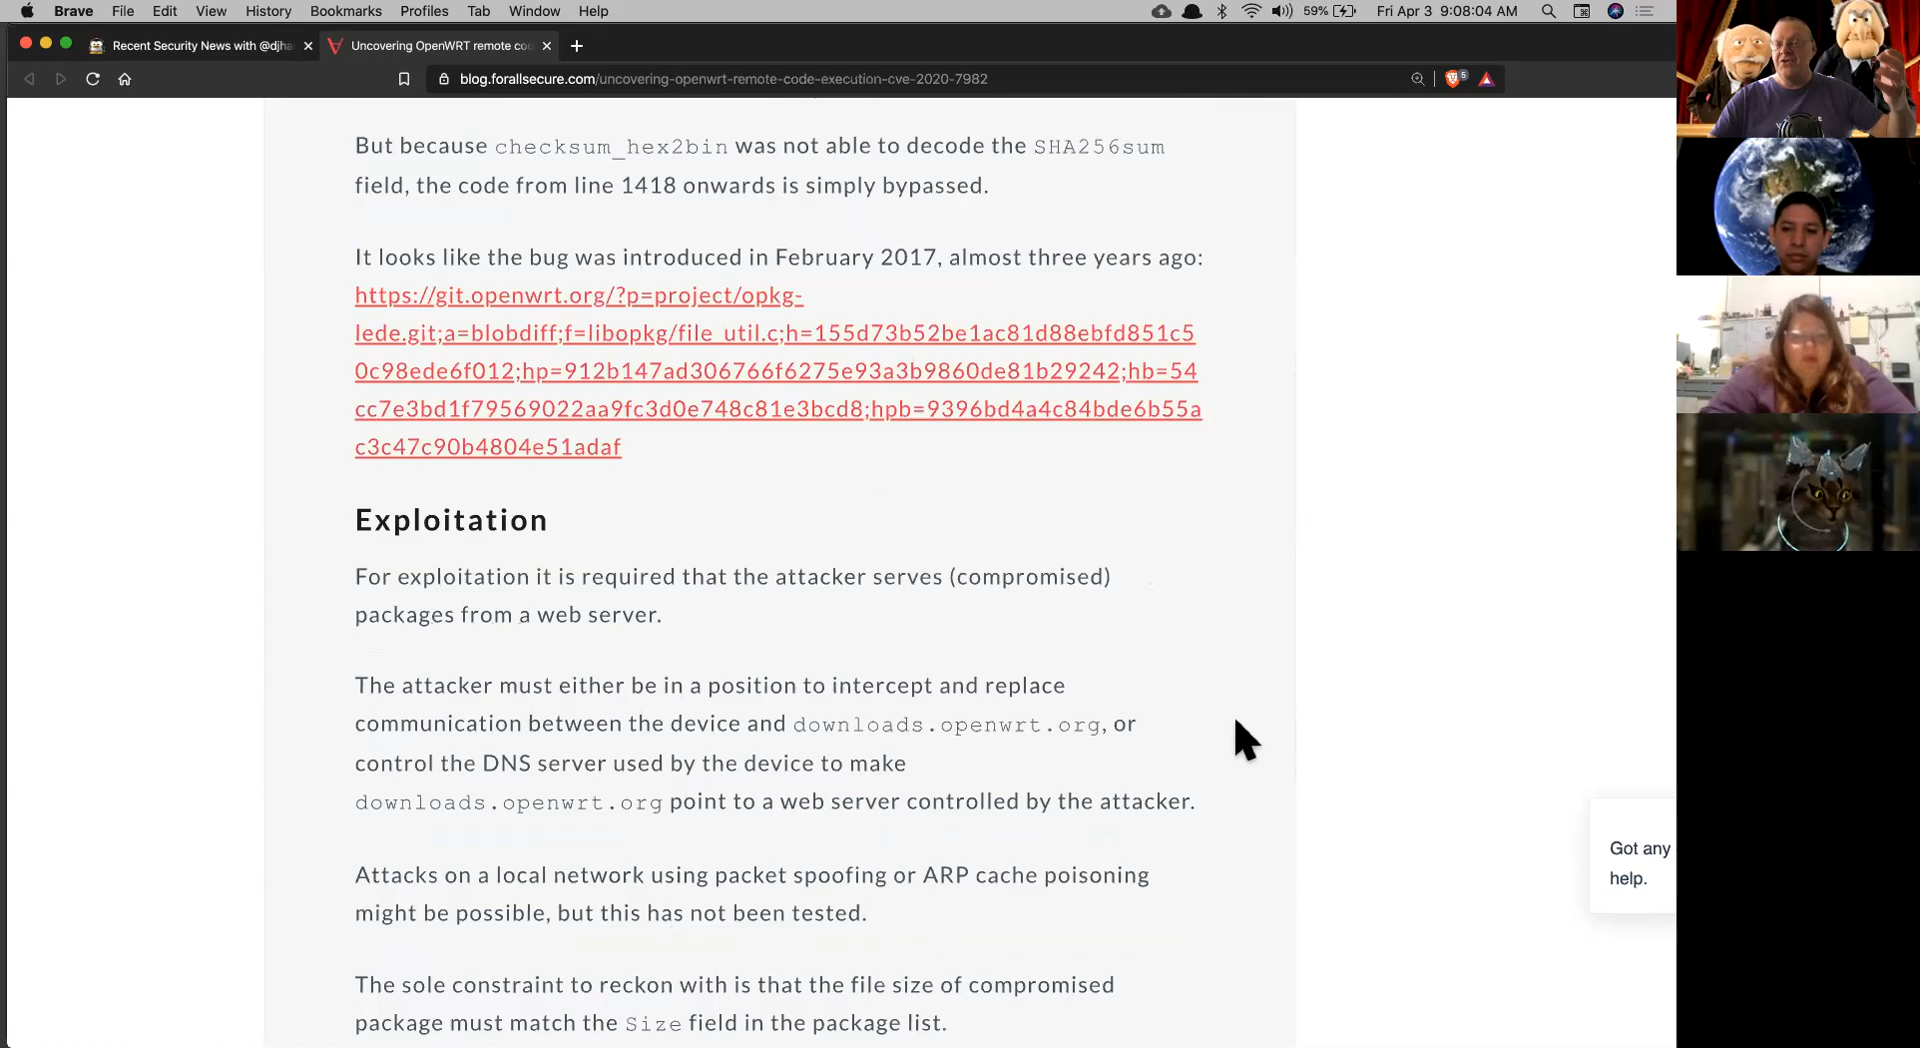 Brave File Edit View History Bookmarks Profiles Tab Window Help 59% Fri Apr 3 9:08:04 AM
Recent Security News with @djha Uncovering OpenWRT remote co
blog.forallsecure.com/uncovering-openwrt-remote-code-execution-cve-2020-7982 5
But because checksum_hex2bin was not able to decode the SHA256sum
field, the code from line 1418 onwards is simply bypassed.
It looks like the bug was introduced in February 2017, almost three years ago:
https://git.openwrt.org/?p=project/opkg-
lede.git;a=blobdiff;f=libopkg/file_util.c;h=155d73b52be1ac81d88ebfd851c5
0c98ede6f012;hp=912b147ad306766f6275e93a3b9860de81b29242;hb=54
cc7e3bd1f79569022aa9fc3d0e748c81e3bcd8;hpb=9396bd4a4c84bde6b55a
c3c47c90b4804e51adaf
Exploitation
For exploitation it is required that the attacker serves (compromised)
packages from a web server.
The attacker must either be in a position to intercept and replace
communication between the device and downloads.openwrt.org, or
control the DNS server used by the device to make
downloads.openwrt.org point to a web server controlled by the attacker.
Attacks on a local network using packet spoofing or ARP cache poisoning
might be possible, but this has not been tested.
The sole constraint to reckon with is that the file size of compromised
package must match the Size field in the package list.
Got any
help.